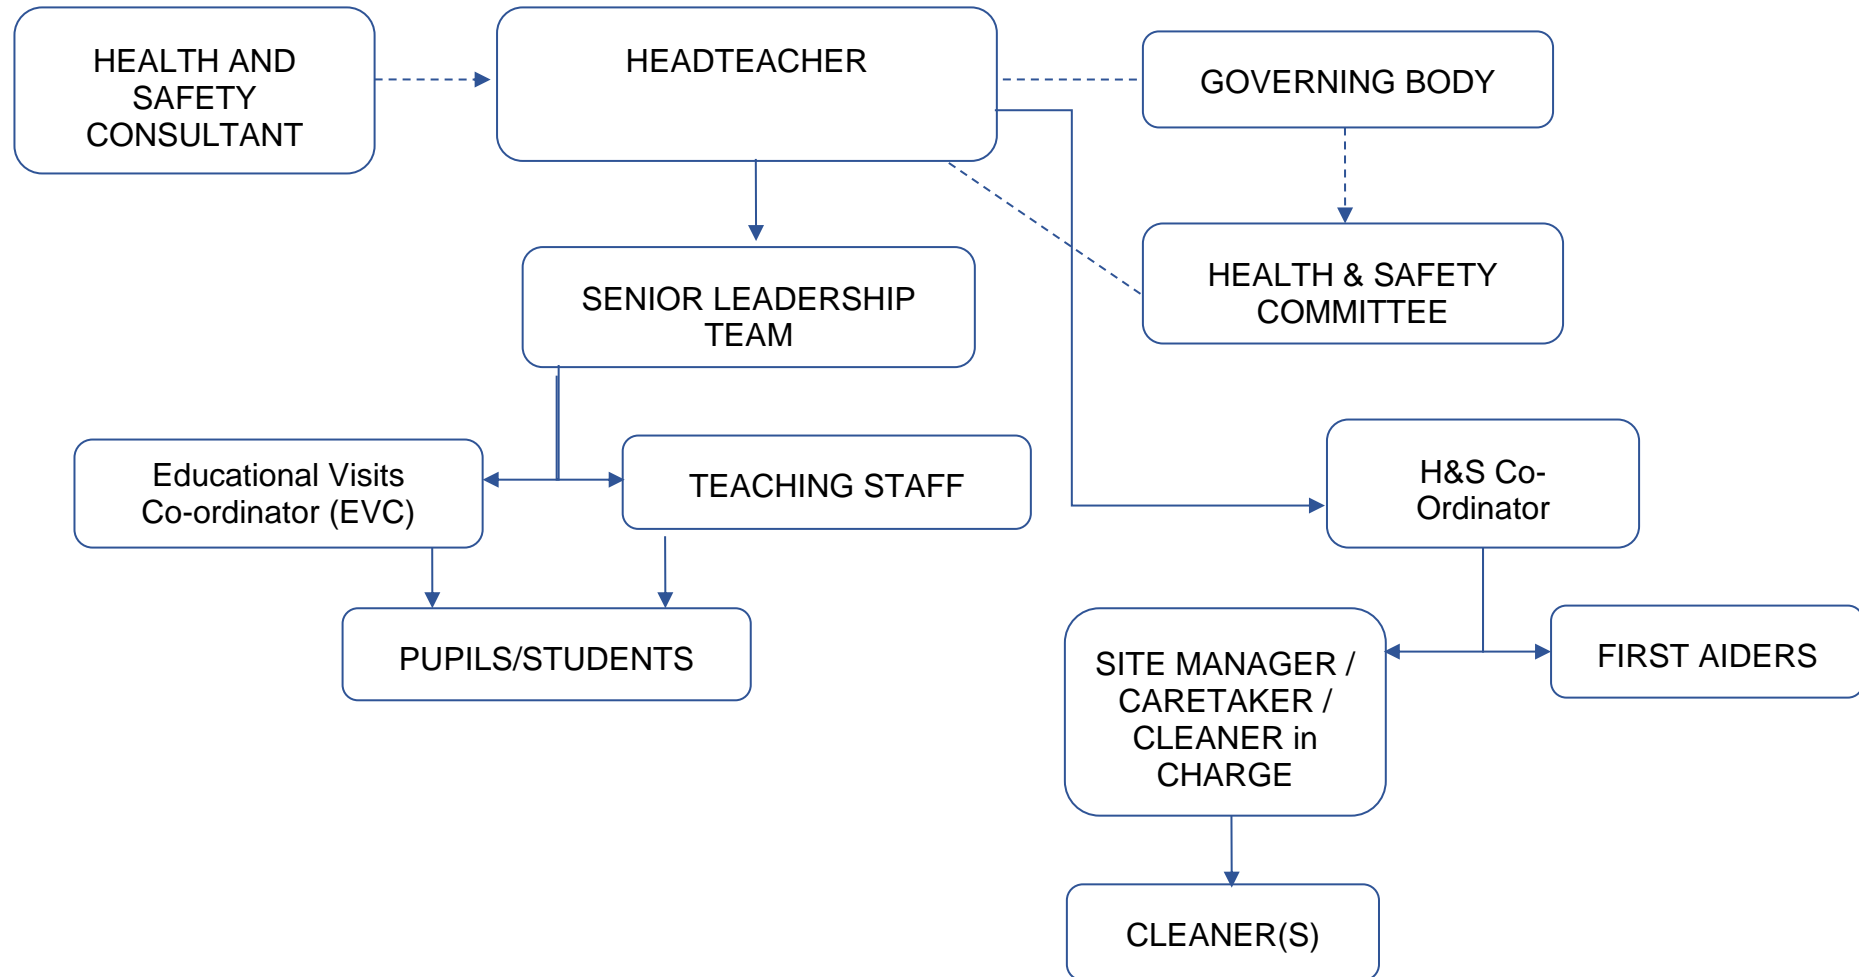 HEALTH AND
SAFETY
CONSULTANT
HEADTEACHER
GOVERNING BODY
SENIOR LEADERSHIP
TEAM
HEALTH & SAFETY
COMMITTEE
Educational Visits
Co-ordinator (EVC)
TEACHING STAFF
H&S Co-
Ordinator
PUPILS/STUDENTS
SITE MANAGER /
CARETAKER /
CLEANER in
CHARGE
FIRST AIDERS
CLEANER(S)